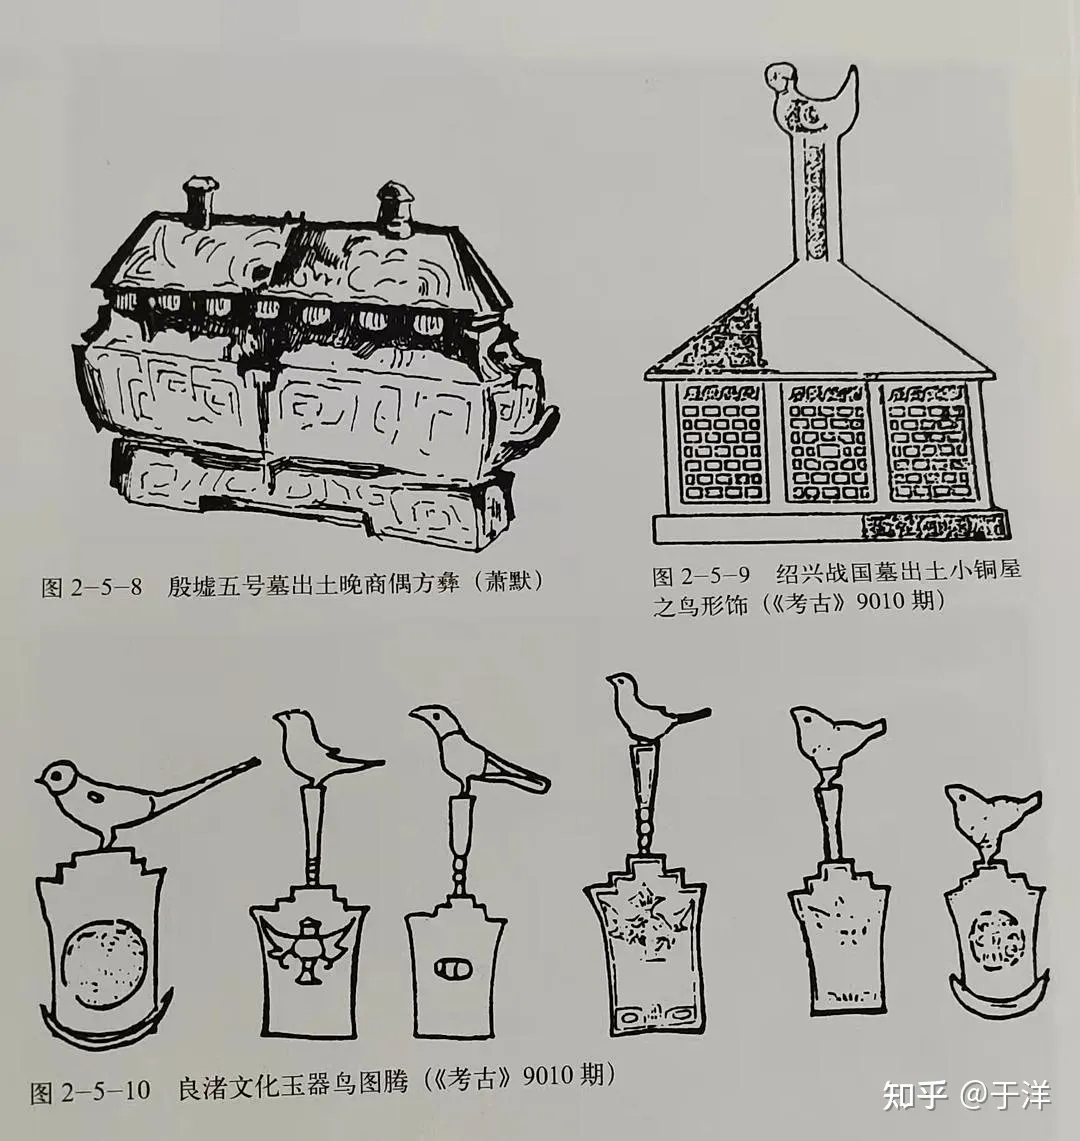 图 2-5-8 殷墟五号墓出土晚商偶方彝（萧默）
图 2-5-9 绍兴战国墓出土小铜屋
之鸟形饰（《考古》9010 期）
图 2-5-10 良渚文化玉器鸟图腾（《考古》9010 期）
知乎 @于洋